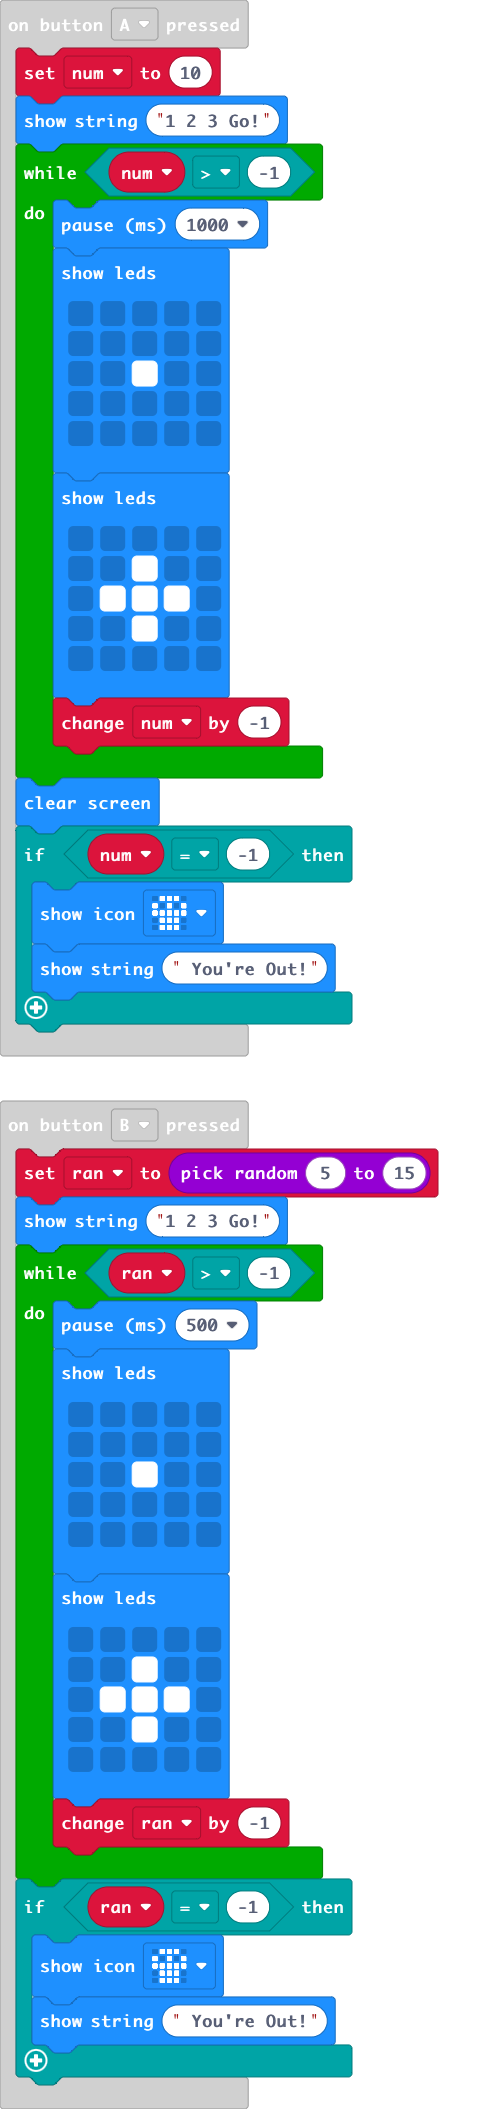 on button A pressed
set num to 10
show string "1 2 3 Go!"
while num > -1
do
pause (ms) 1000
show leds
show leds
change num by -1
clear screen
if num = -1 then
show icon
show string " You're Out!"
on button B pressed
set ran to pick random 5 to 15
show string "1 2 3 Go!"
while ran > -1
do
pause (ms) 500
show leds
show leds
change ran by -1
if ran = -1 then
show icon
show string " You're Out!"